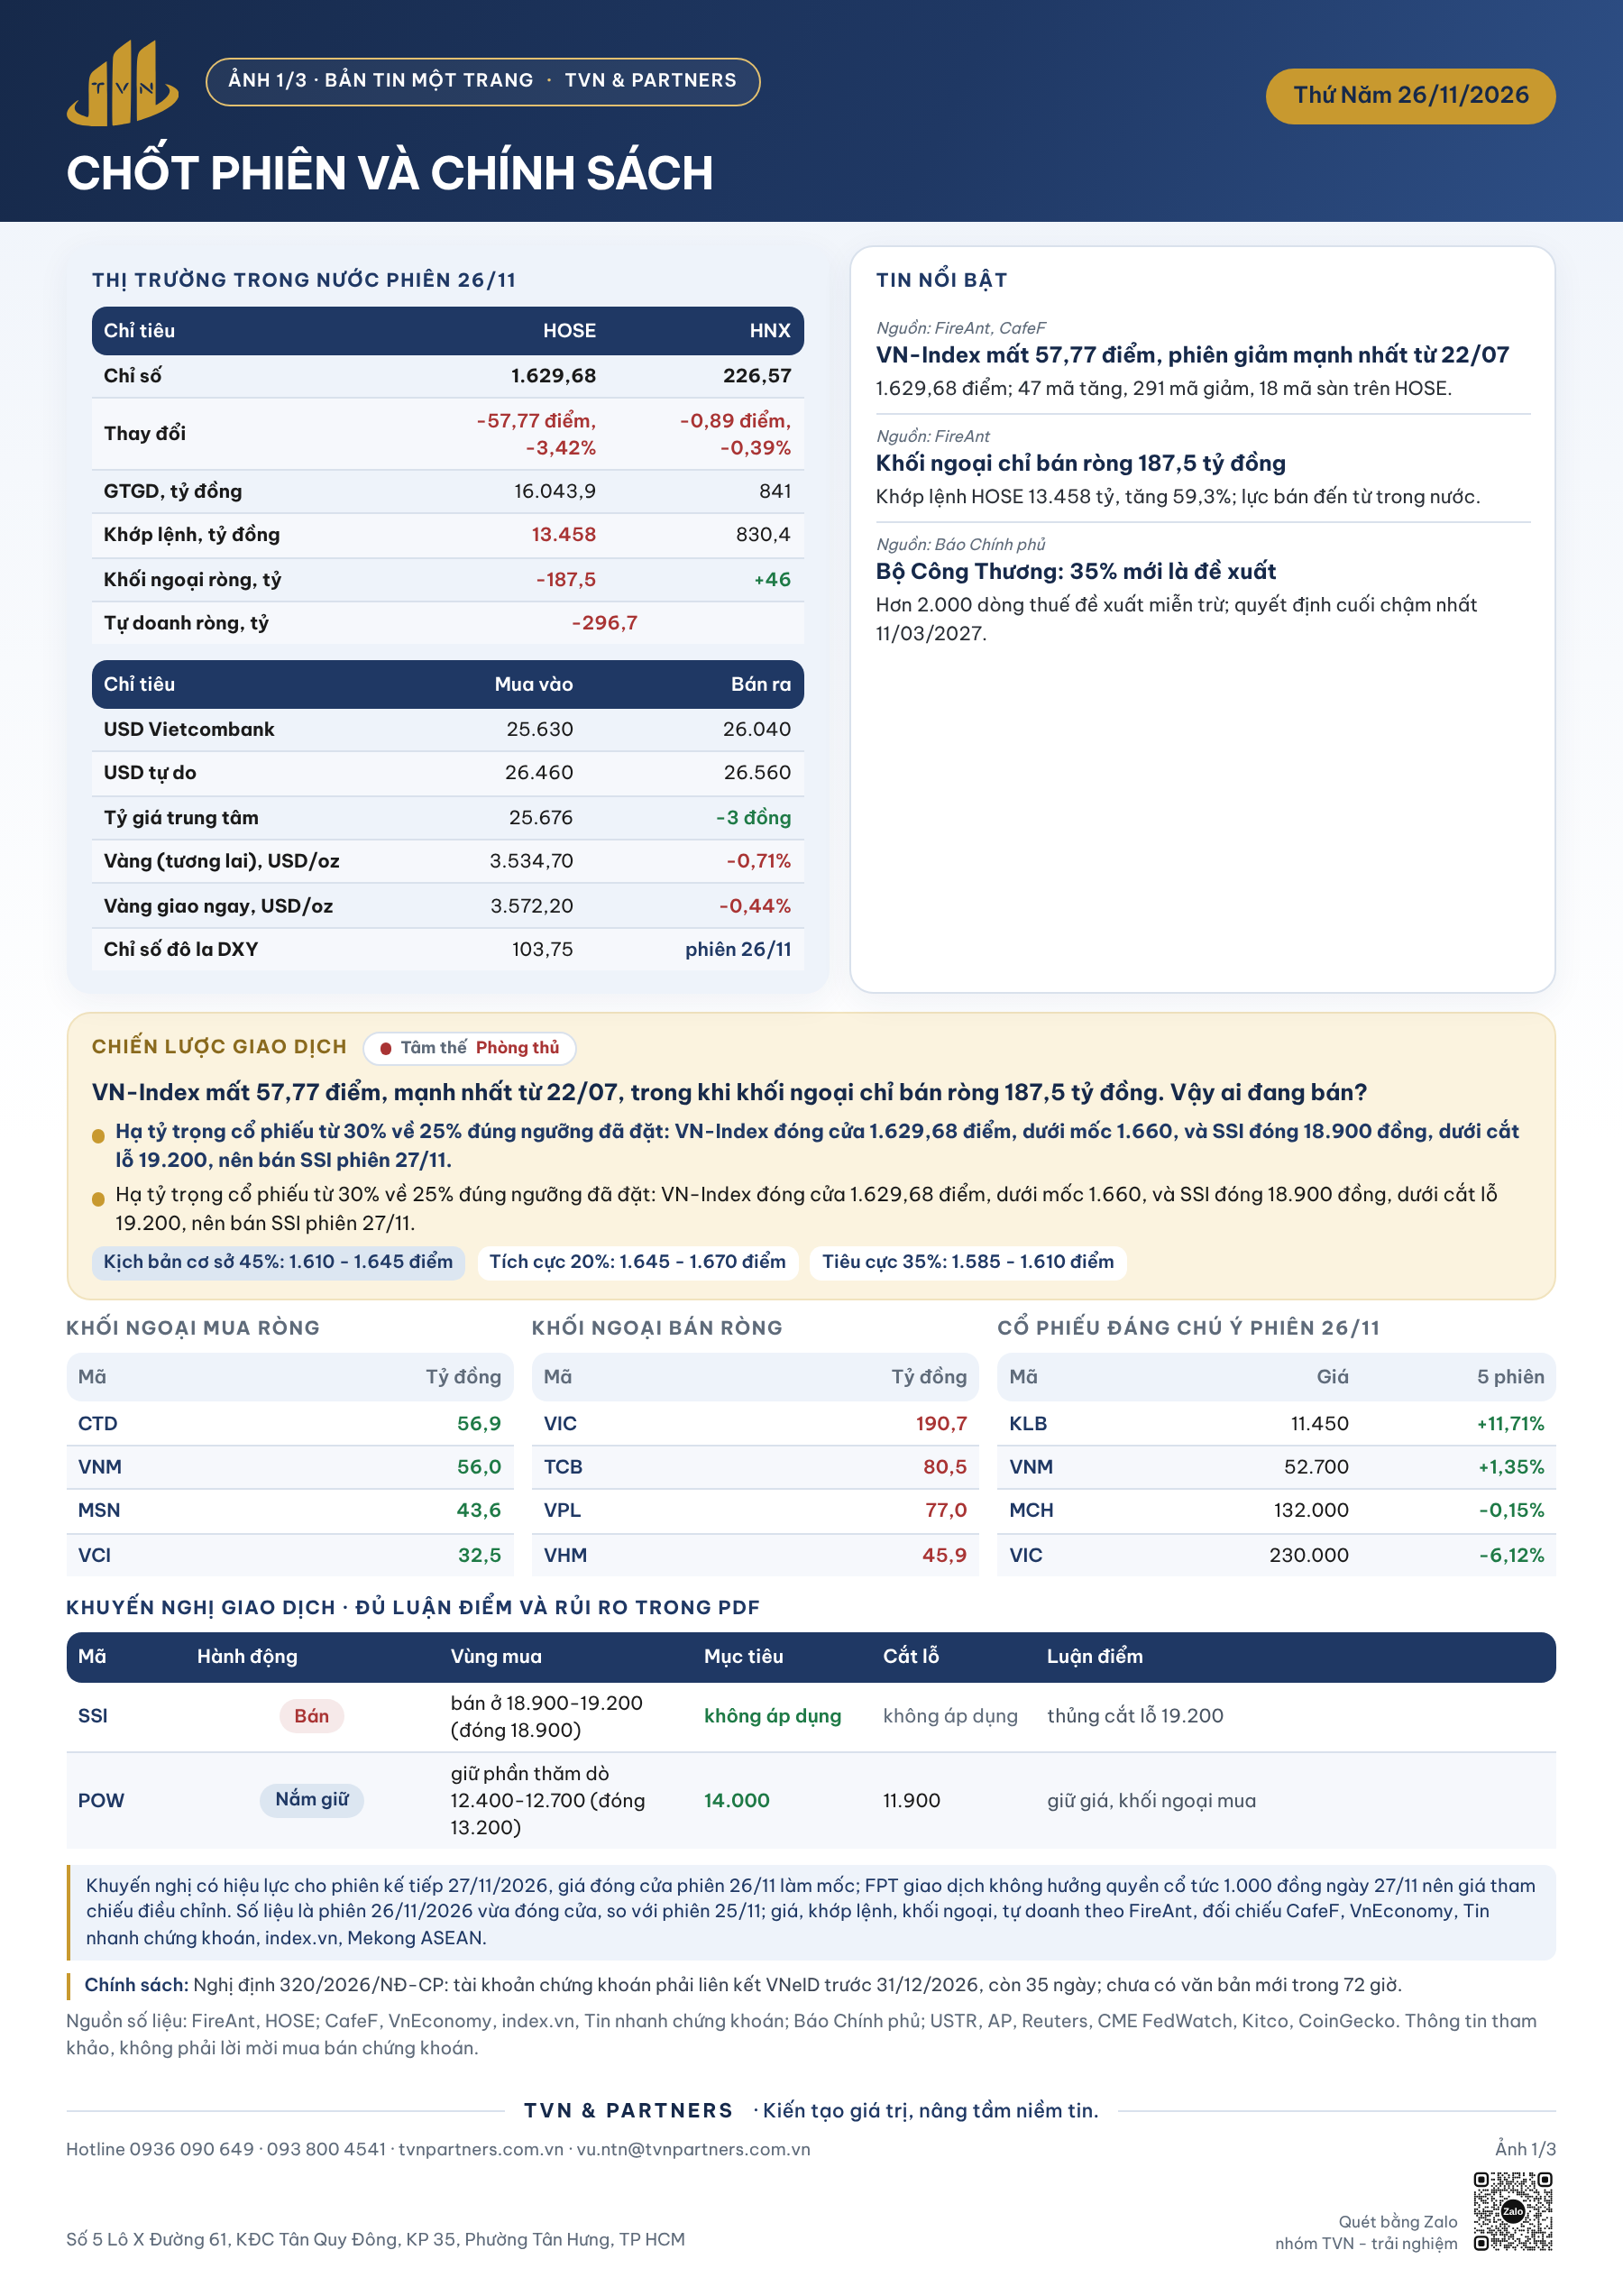 TVN
ẢNH 1/3 · BẢN TIN MỘT TRANG · TVN & PARTNERS
Thứ Năm 26/11/2026
CHỐT PHIÊN VÀ CHÍNH SÁCH
THỊ TRƯỜNG TRONG NƯỚC PHIÊN 26/11
Chỉ tiêu HOSE HNX
Chỉ số 1.629,68 226,57
Thay đổi -57,77 điểm, -0,89 điểm,
-3,42% -0,39%
GTGD, tỷ đồng 16.043,9 841
Khớp lệnh, tỷ đồng 13.458 830,4
Khối ngoại ròng, tỷ -187,5 +46
Tự doanh ròng, tỷ -296,7
Chỉ tiêu Mua vào Bán ra
USD Vietcombank 25.630 26.040
USD tự do 26.460 26.560
Tỷ giá trung tâm 25.676 -3 đồng
Vàng (tương lai), USD/oz 3.534,70 -0,71%
Vàng giao ngay, USD/oz 3.572,20 -0,44%
Chỉ số đô la DXY 103,75 phiên 26/11
TIN NỔI BẬT
Nguồn: FireAnt, CafeF
VN-Index mất 57,77 điểm, phiên giảm mạnh nhất từ 22/07
1.629,68 điểm; 47 mã tăng, 291 mã giảm, 18 mã sàn trên HOSE.
Nguồn: FireAnt
Khối ngoại chỉ bán ròng 187,5 tỷ đồng
Khớp lệnh HOSE 13.458 tỷ, tăng 59,3%; lực bán đến từ trong nước.
Nguồn: Báo Chính phủ
Bộ Công Thương: 35% mới là đề xuất
Hơn 2.000 dòng thuế đề xuất miễn trừ; quyết định cuối chậm nhất
11/03/2027.
CHIẾN LƯỢC GIAO DỊCH Tâm thế Phòng thủ
VN-Index mất 57,77 điểm, mạnh nhất từ 22/07, trong khi khối ngoại chỉ bán ròng 187,5 tỷ đồng. Vậy ai đang bán?
Hạ tỷ trọng cổ phiếu từ 30% về 25% đúng ngưỡng đã đặt: VN-Index đóng cửa 1.629,68 điểm, dưới mốc 1.660, và SSI đóng 18.900 đồng, dưới cắt
lỗ 19.200, nên bán SSI phiên 27/11.
Hạ tỷ trọng cổ phiếu từ 30% về 25% đúng ngưỡng đã đặt: VN-Index đóng cửa 1.629,68 điểm, dưới mốc 1.660, và SSI đóng 18.900 đồng, dưới cắt lỗ
19.200, nên bán SSI phiên 27/11.
Kịch bản cơ sở 45%: 1.610 - 1.645 điểm Tích cực 20%: 1.645 - 1.670 điểm Tiêu cực 35%: 1.585 - 1.610 điểm
KHỐI NGOẠI MUA RÒNG
Mã Tỷ đồng
CTD 56,9
VNM 56,0
MSN 43,6
VCI 32,5
KHỐI NGOẠI BÁN RÒNG
Mã Tỷ đồng
VIC 190,7
TCB 80,5
VPL 77,0
VHM 45,9
CỔ PHIẾU ĐÁNG CHÚ Ý PHIÊN 26/11
Mã Giá 5 phiên
KLB 11.450 +11,71%
VNM 52.700 +1,35%
MCH 132.000 -0,15%
VIC 230.000 -6,12%
KHUYẾN NGHỊ GIAO DỊCH · ĐỦ LUẬN ĐIỂM VÀ RỦI RO TRONG PDF
Mã Hành động Vùng mua Mục tiêu Cắt lỗ Luận điểm
SSI Bán bán ở 18.900-19.200 không áp dụng không áp dụng thủng cắt lỗ 19.200
(đóng 18.900)
giữ phần thăm dò
POW Nắm giữ 12.400-12.700 (đóng 14.000 11.900 giữ giá, khối ngoại mua
13.200)
Khuyến nghị có hiệu lực cho phiên kế tiếp 27/11/2026, giá đóng cửa phiên 26/11 làm mốc; FPT giao dịch không hưởng quyền cổ tức 1.000 đồng ngày 27/11 nên giá tham
chiếu điều chỉnh. Số liệu là phiên 26/11/2026 vừa đóng cửa, so với phiên 25/11; giá, khớp lệnh, khối ngoại, tự doanh theo FireAnt, đối chiếu CafeF, VnEconomy, Tin
nhanh chứng khoán, index.vn, Mekong ASEAN.
Chính sách: Nghị định 320/2026/NĐ-CP: tài khoản chứng khoán phải liên kết VNeID trước 31/12/2026, còn 35 ngày; chưa có văn bản mới trong 72 giờ.
Nguồn số liệu: FireAnt, HOSE; CafeF, VnEconomy, index.vn, Tin nhanh chứng khoán; Báo Chính phủ; USTR, AP, Reuters, CME FedWatch, Kitco, CoinGecko. Thông tin tham
khảo, không phải lời mời mua bán chứng khoán.
TVN & PARTNERS · Kiến tạo giá trị, nâng tầm niềm tin.
Hotline 0936 090 649 · 093 800 4541 · tvnpartners.com.vn · vu.ntn@tvnpartners.com.vn
Ảnh 1/3
Zalo
Quét bằng Zalo
nhóm TVN - trải nghiệm
Số 5 Lô X Đường 61, KĐC Tân Quy Đông, KP 35, Phường Tân Hưng, TP HCM